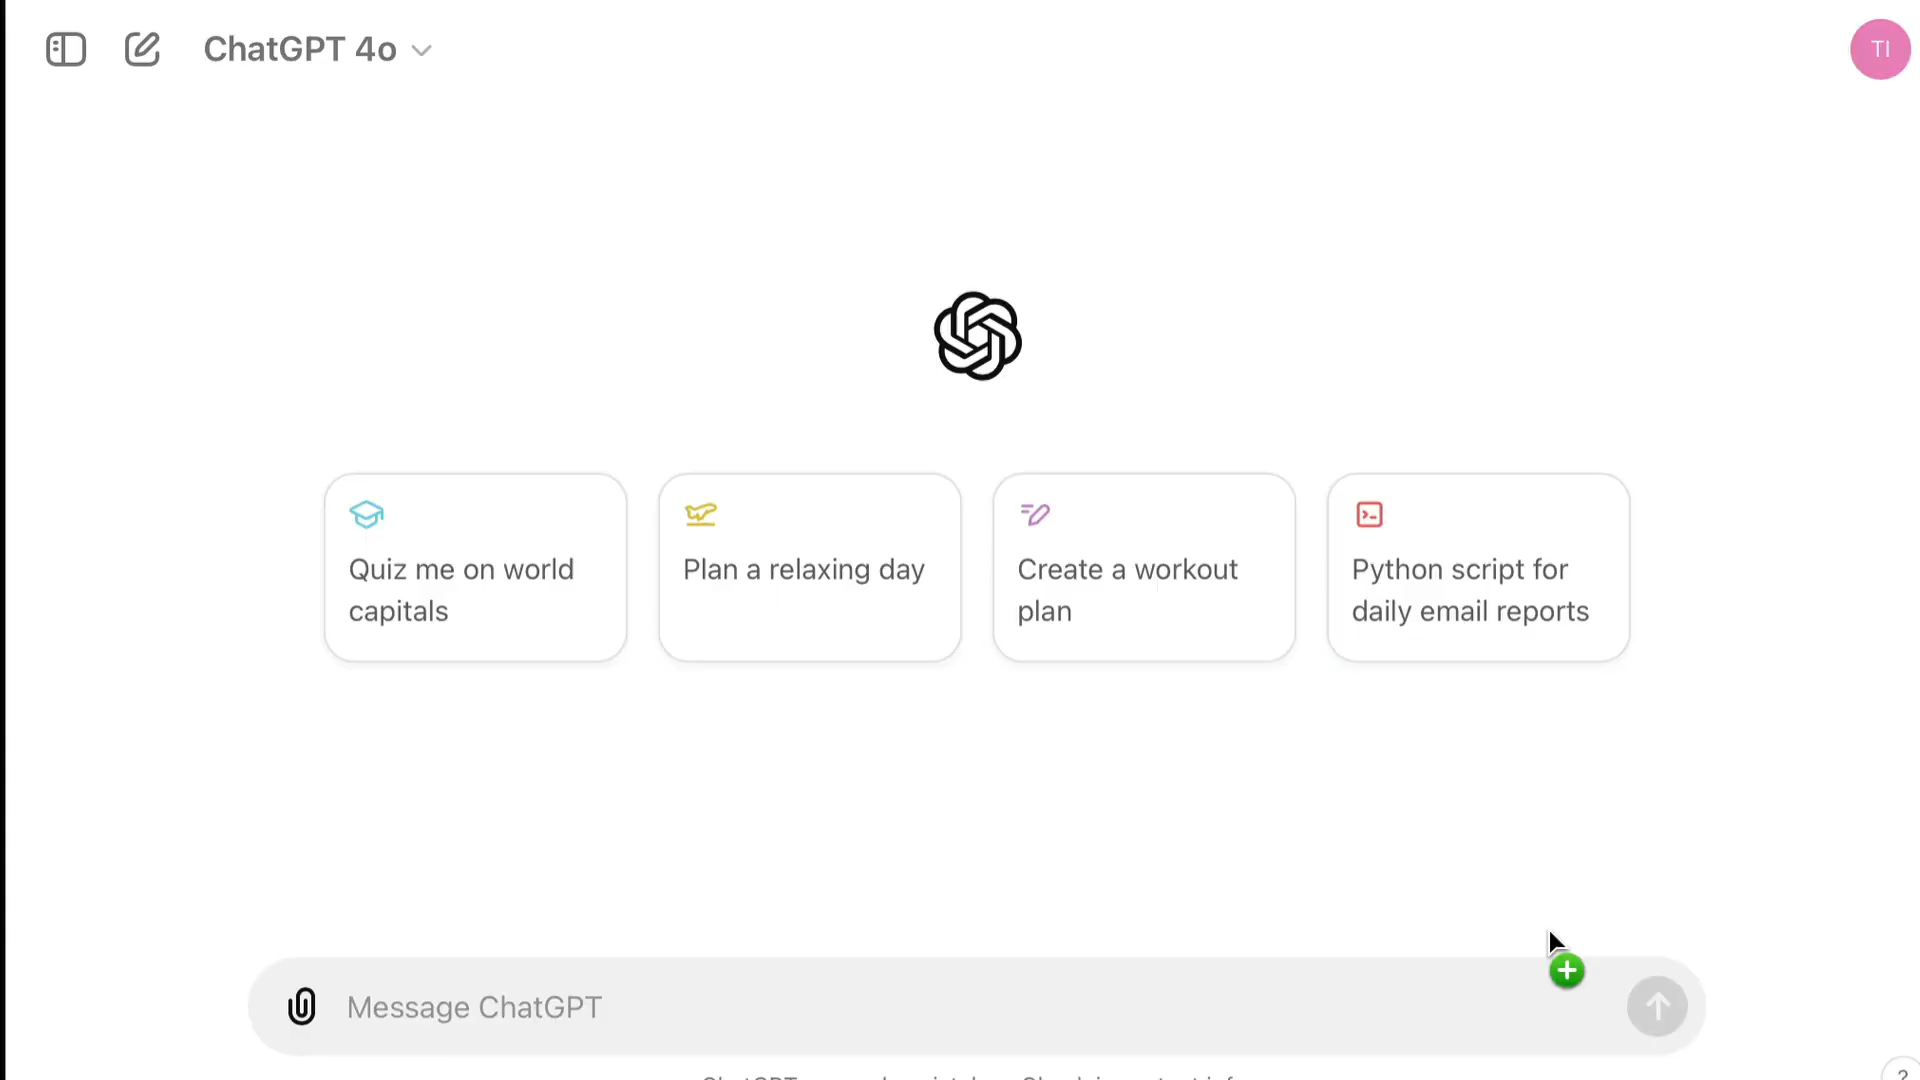 ChatGPT 4o
TI
Quiz me on world
capitals
Plan a relaxing day
Create a workout
plan
Python script for
daily email reports
Message ChatGPT
?